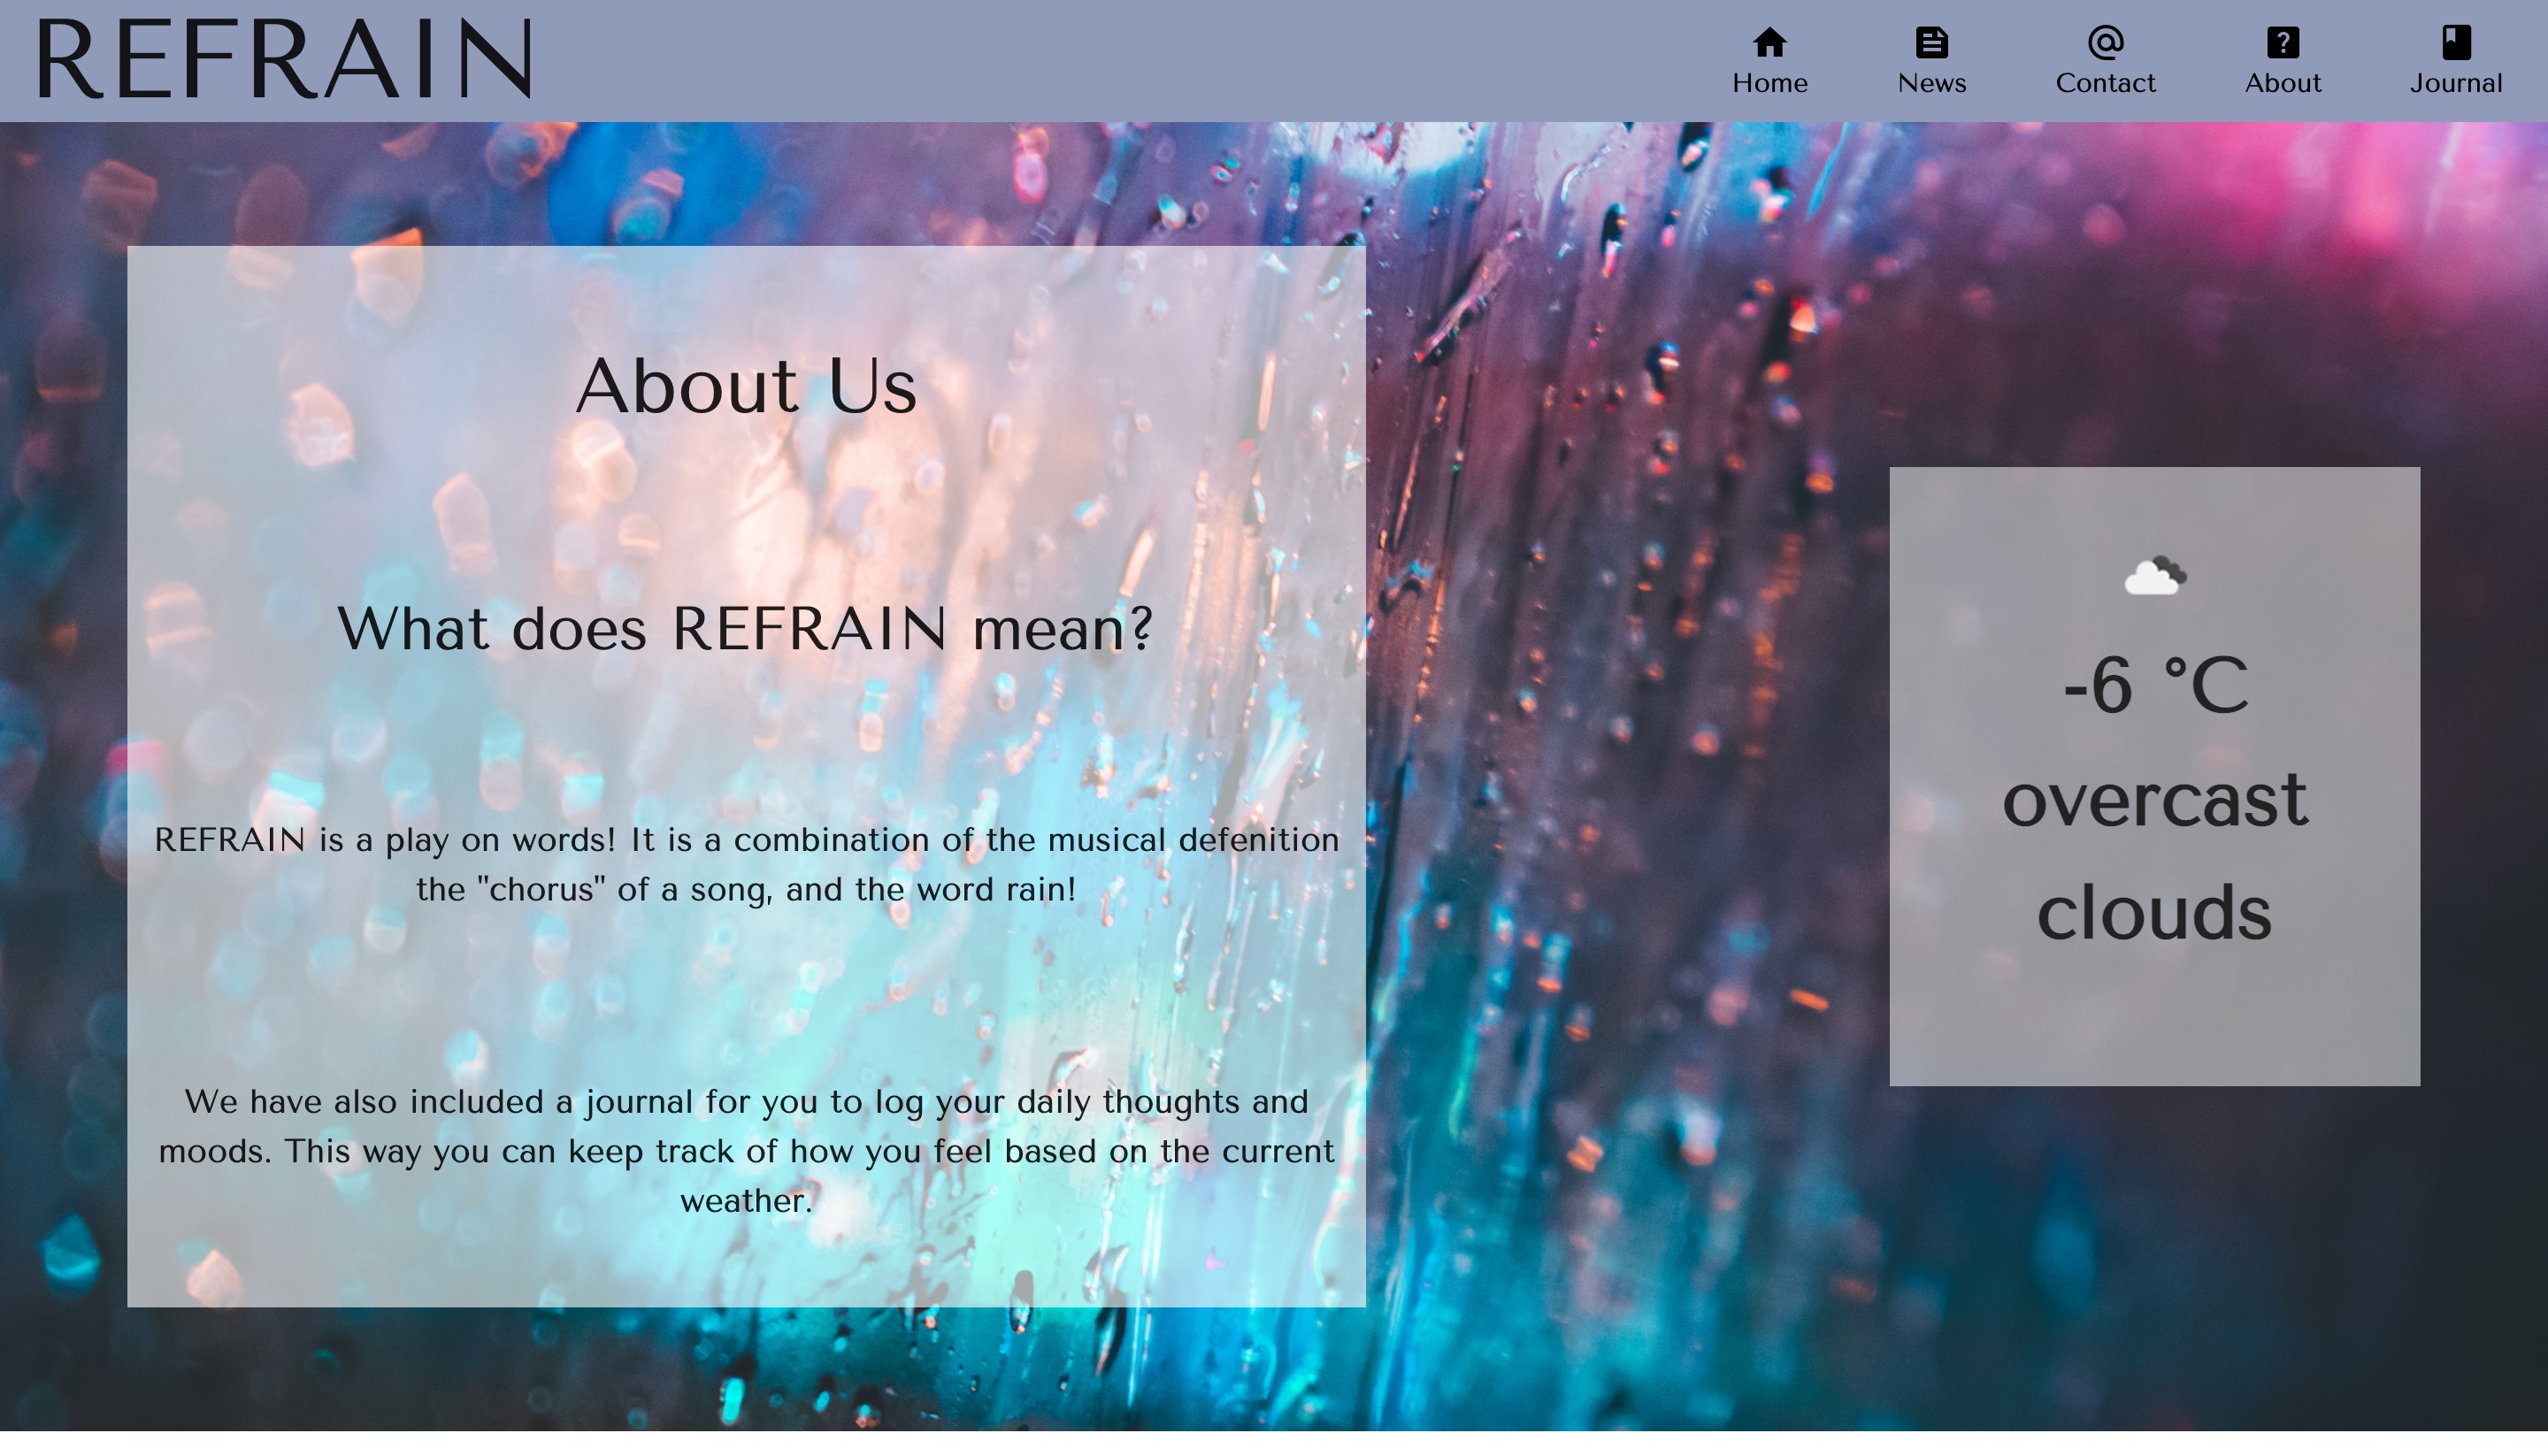 REFRAIN
Home News Contact About Journal
About Us
What does REFRAIN mean?
REFRAIN is a play on words! It is a combination of the musical defenition
the "chorus" of a song, and the word rain!
We have also included a journal for you to log your daily thoughts and
moods. This way you can keep track of how you feel based on the current
weather.
-6 °C
overcast
clouds